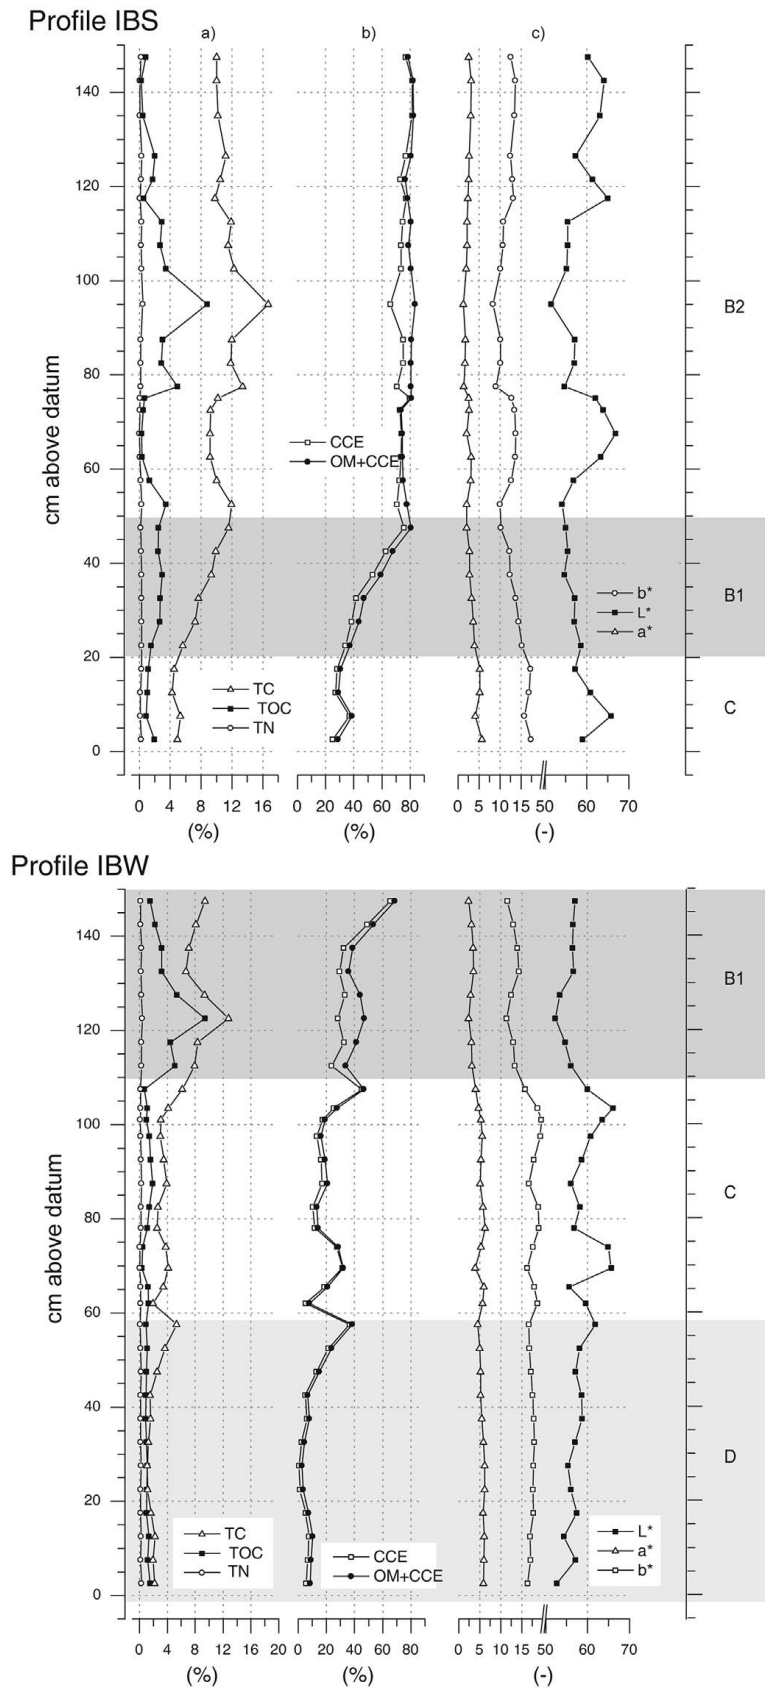 Profile IBS
a) b) c)
140
120
100
80
60
40
20
0
cm above datum
CCE
OM+CCE
b*
L*
a*
TC
TOC
TN
B2
B1
C
0 4 8 12 16
0 20 40 60 80
0 5 10 15 50 60 70
(%) (%) (-)
Profile IBW
140
120
100
80
60
40
20
0
cm above datum
B1
C
D
TC
TOC
TN
CCE
OM+CCE
L*
a*
b*
0 4 8 12 16 20
0 20 40 60 80
0 5 10 15 50 60 70
(%) (%) (-)